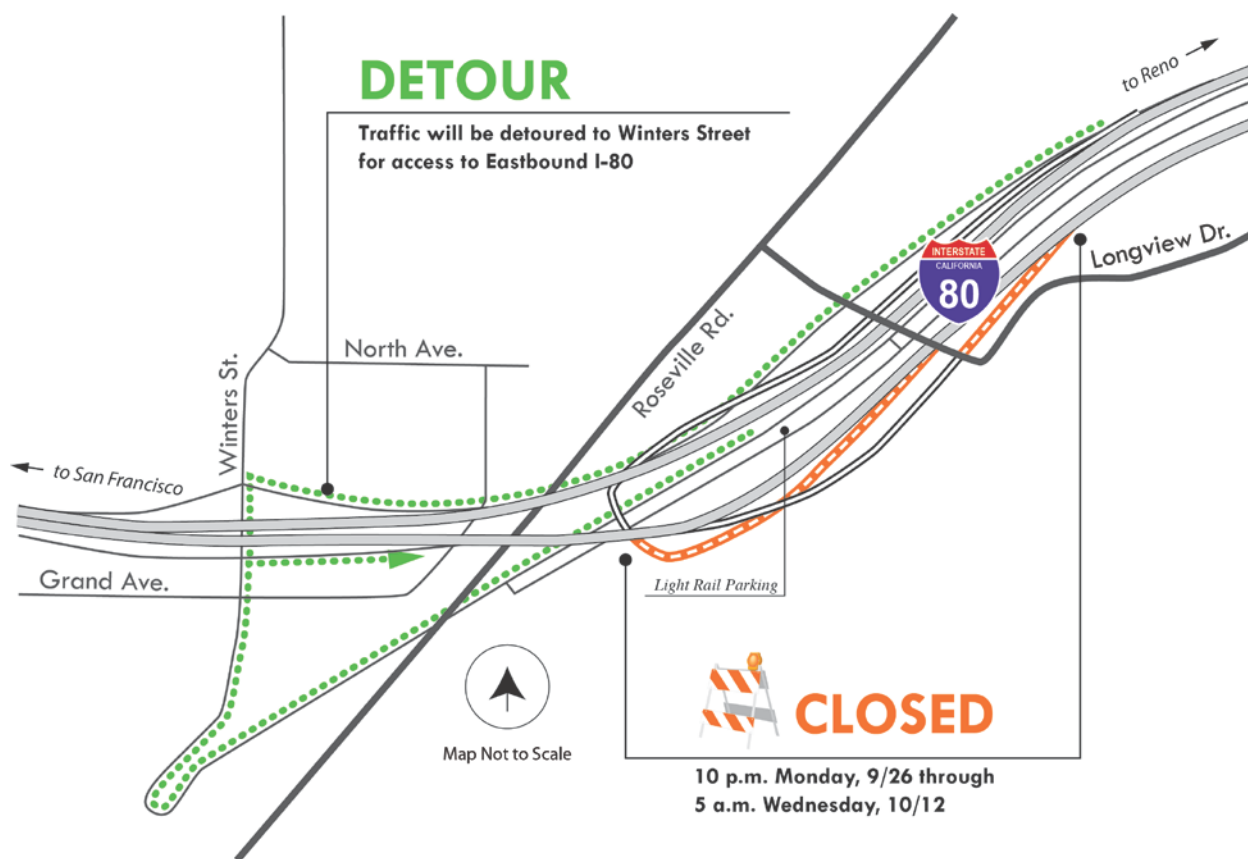 DETOUR
Traffic will be detoured to Winters Street
for access to Eastbound I-80
to Reno
INTERSTATE
CALIFORNIA
80
Longview Dr.
Roseville Rd.
North Ave.
Winters St.
to San Francisco
Grand Ave.
Light Rail Parking
Map Not to Scale
CLOSED
10 p.m. Monday, 9/26 through
5 a.m. Wednesday, 10/12